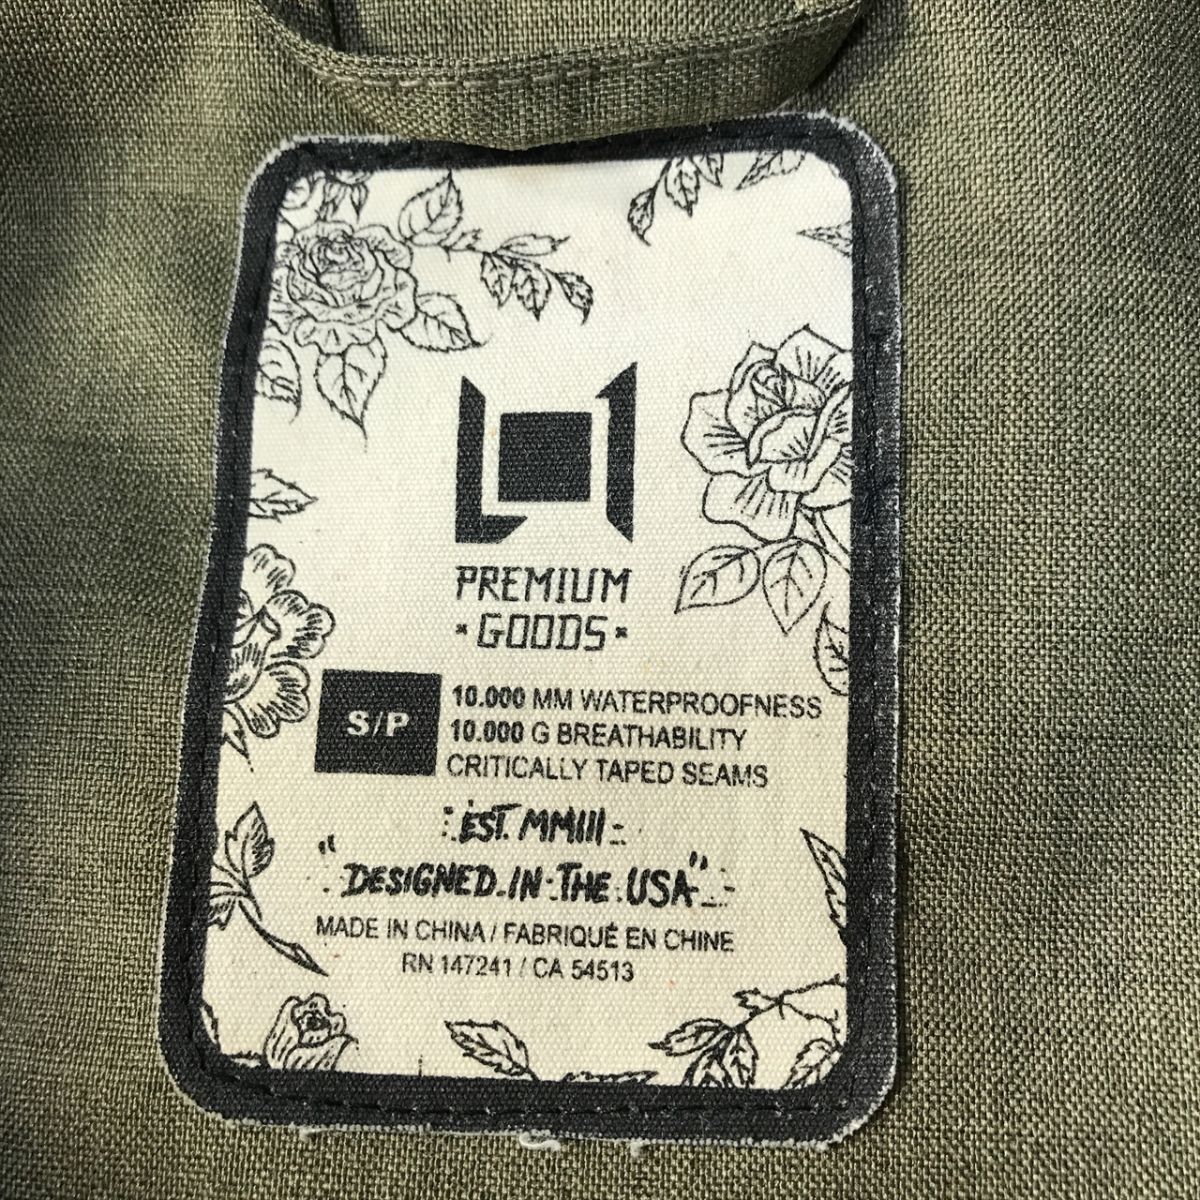 L1
PREMIUM
• GOODS •
S/P
10.000 MM WATERPROOFNESS
10.000 G BREATHABILITY
CRITICALLY TAPED SEAMS
EST. MMIII
"DESIGNED IN THE USA"
MADE IN CHINA / FABRIQUÉ EN CHINE
RN 147241 / CA 54513